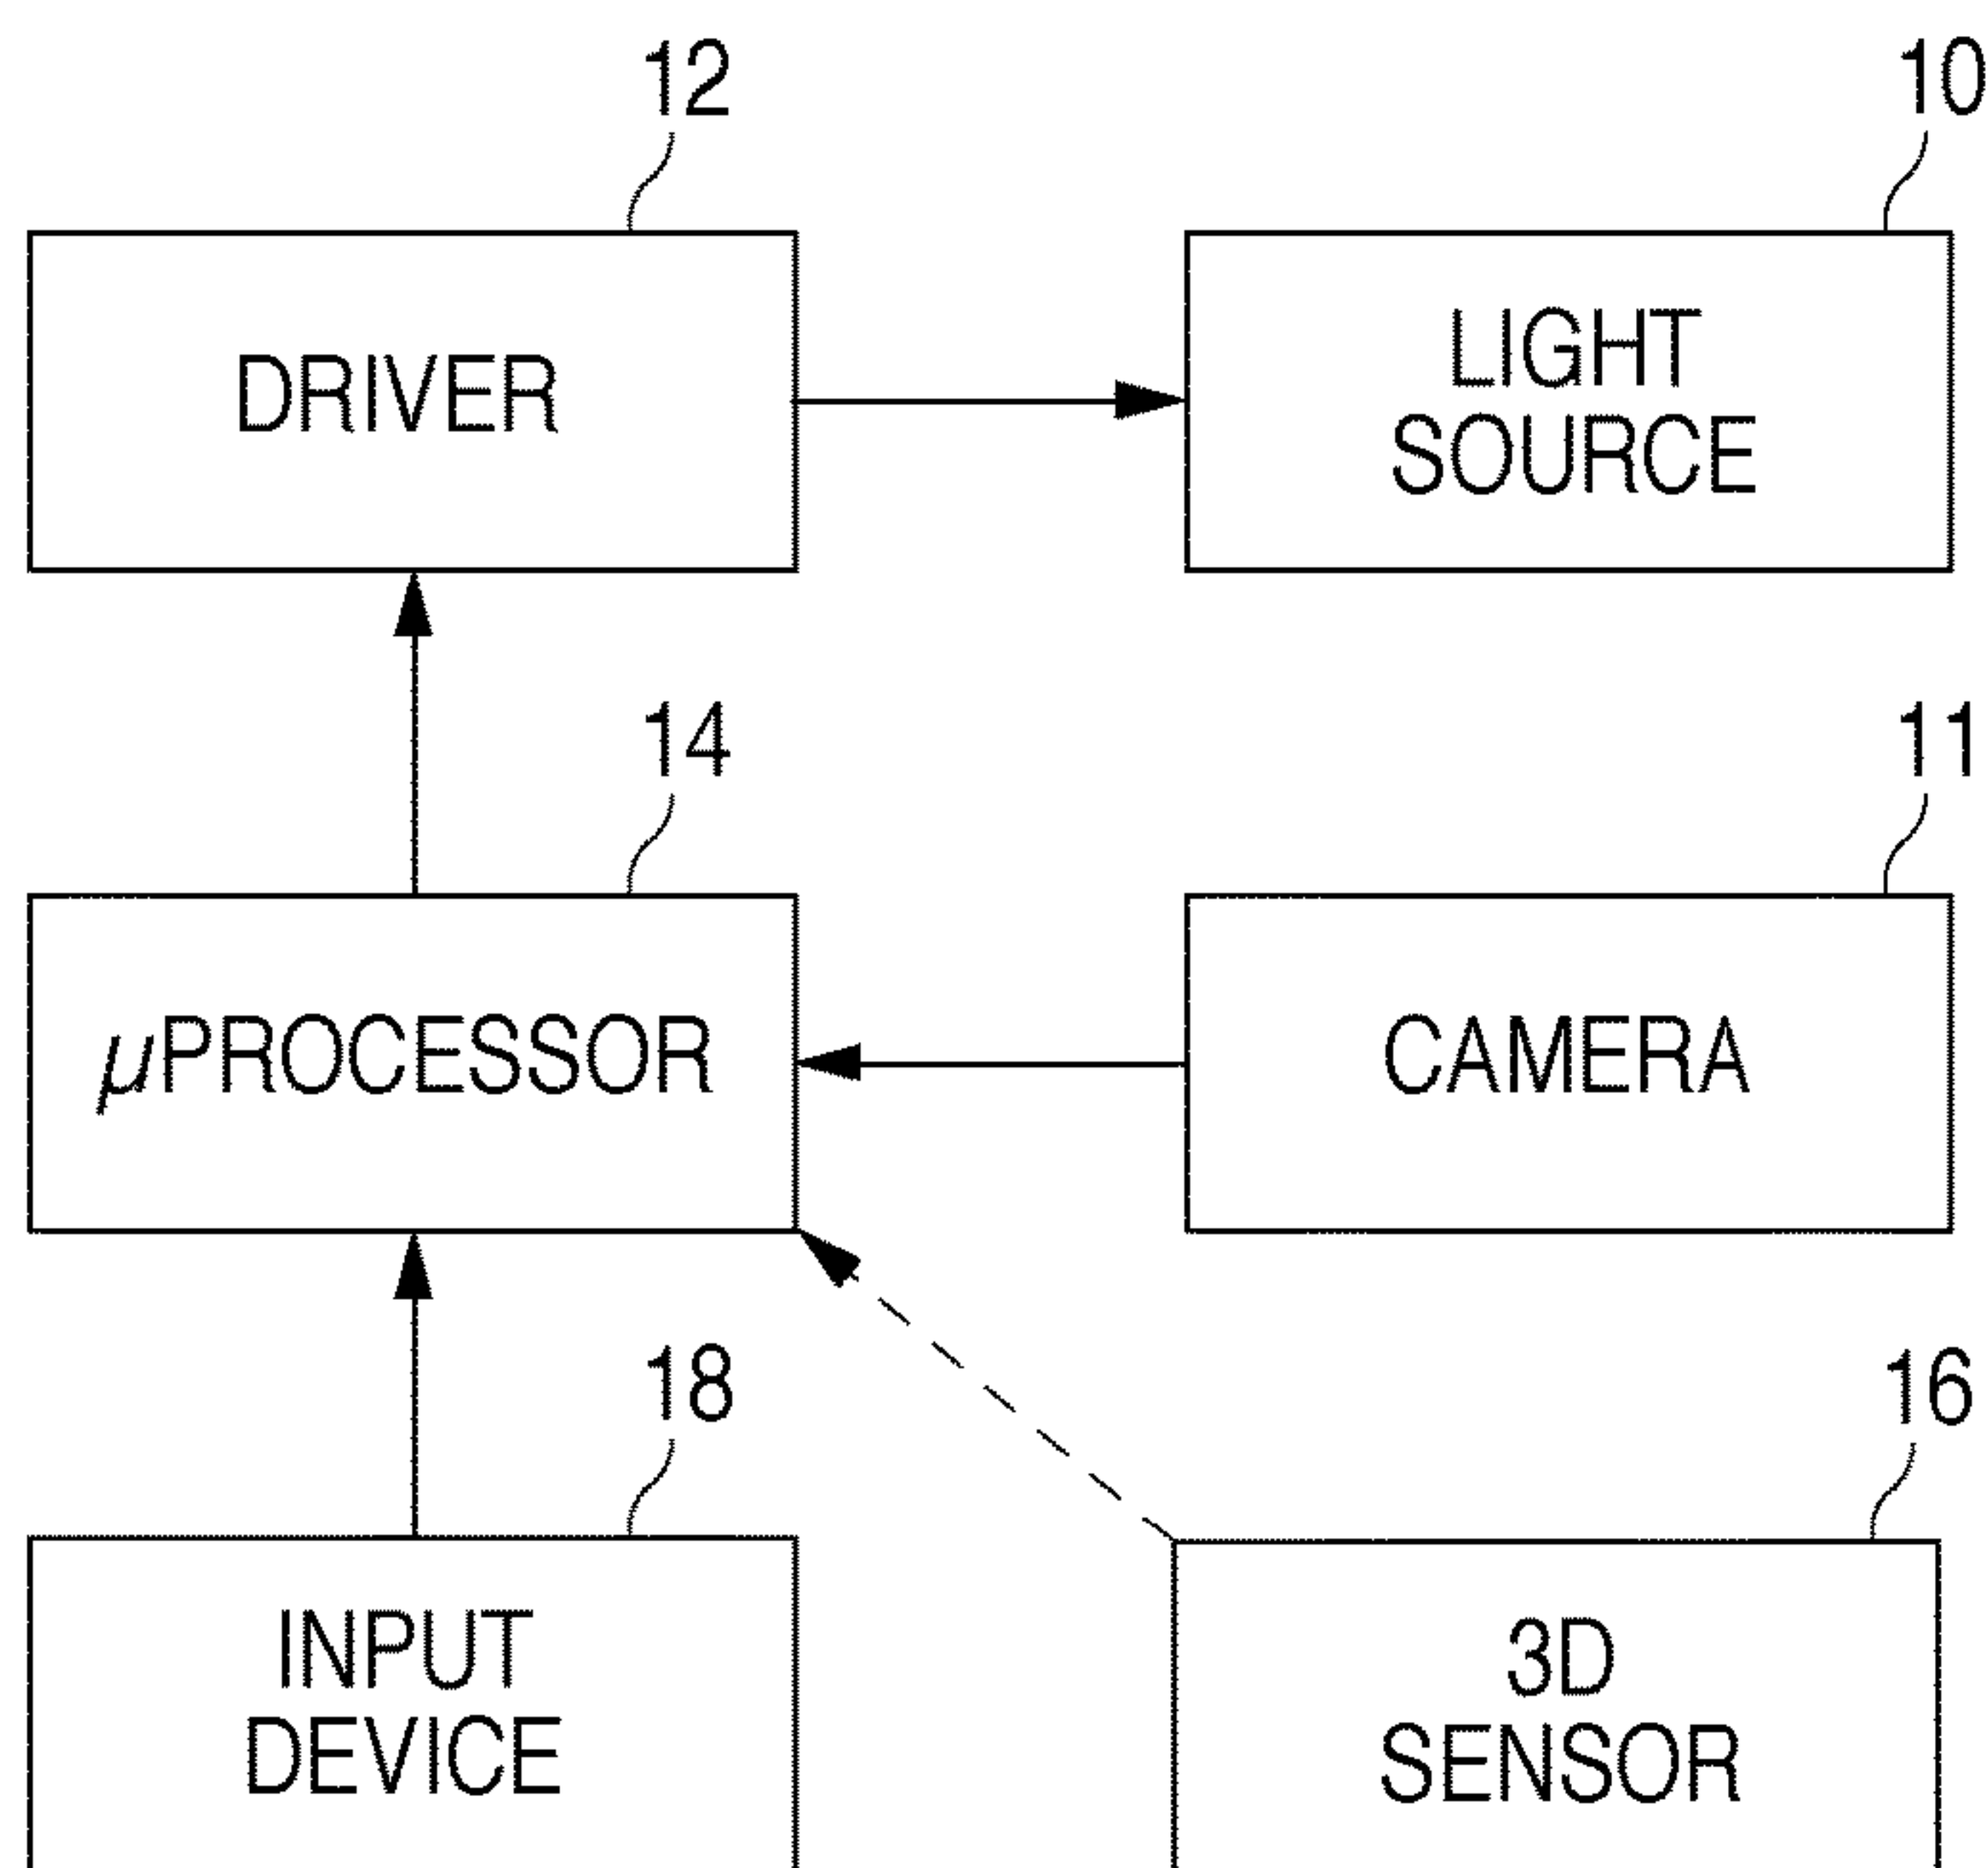 12
10
DRIVER
LIGHT
SOURCE
14
11
µPROCESSOR
CAMERA
18
16
INPUT
DEVICE
3D
SENSOR